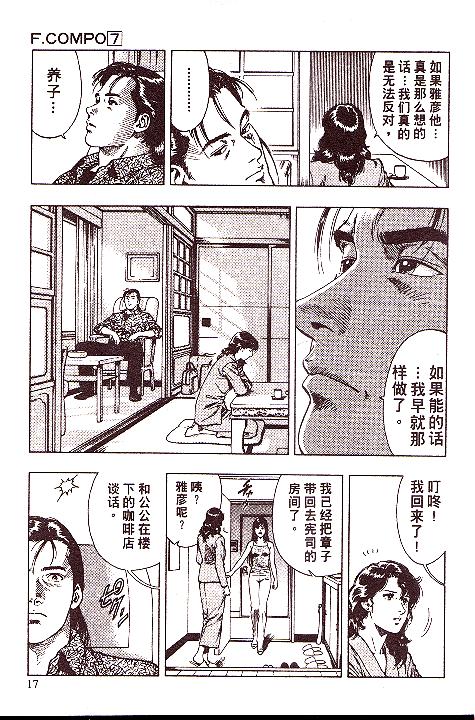 F.COMPO 7
如果雅彦他…
真是那么想的
话…我们真的
是无法反对，
………
养子…
如果能的话
…我早就那
样做了。
叮咚！
我回来了！
我已经把章子
带回去宪司的
房间了。
咦？
雅彦呢？
和公公在楼
下的咖啡店
谈话。
17